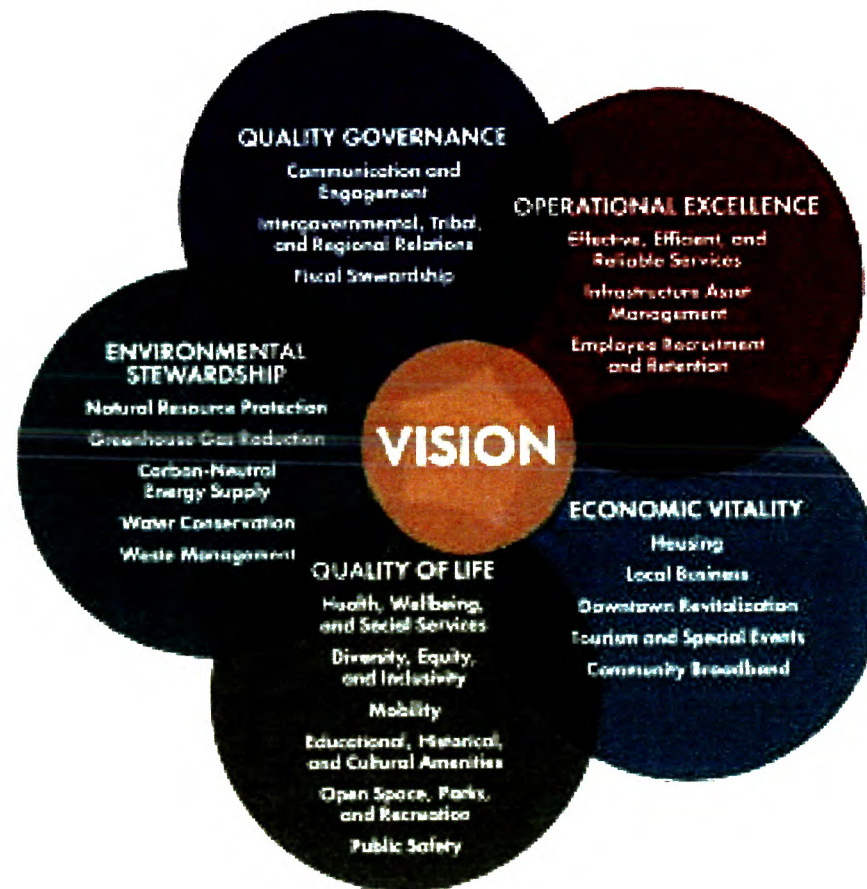 QUALITY GOVERNANCE
Communication and
Engagement
Intergovernmental, Tribal,
and Regional Relations
Fiscal Stewardship
OPERATIONAL EXCELLENCE
Effective, Efficient, and
Reliable Services
Infrastructure Asset
Management
Employee Recruitment
and Retention
ENVIRONMENTAL
STEWARDSHIP
Natural Resource Protection
Greenhouse Gas Reduction
Carbon-Neutral
Energy Supply
Water Conservation
Waste Management
VISION
ECONOMIC VITALITY
Housing
Local Business
Downtown Revitalization
Tourism and Special Events
Community Broadband
QUALITY OF LIFE
Health, Wellbeing,
and Social Services
Diversity, Equity,
and Inclusivity
Mobility
Educational, Historical,
and Cultural Amenities
Open Space, Parks,
and Recreation
Public Safety